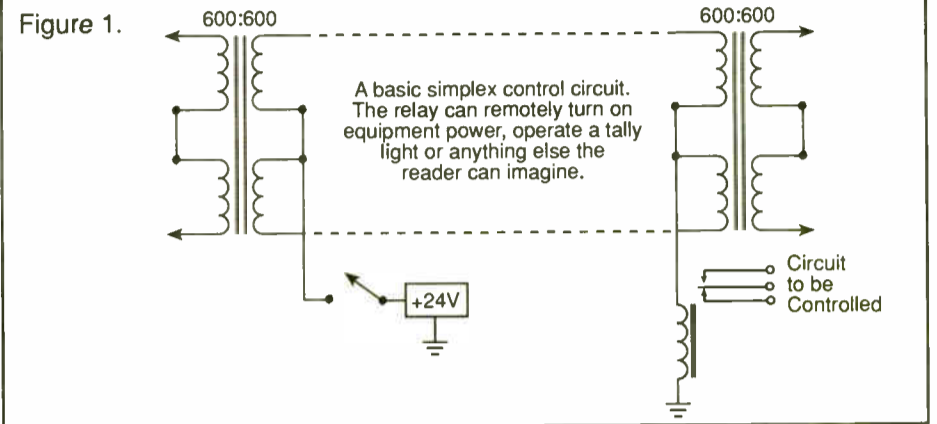 Figure 1.
600:600
600:600
A basic simplex control circuit.
The relay can remotely turn on
equipment power, operate a tally
light or anything else the
reader can imagine.
+24V
Circuit
to be
Controlled